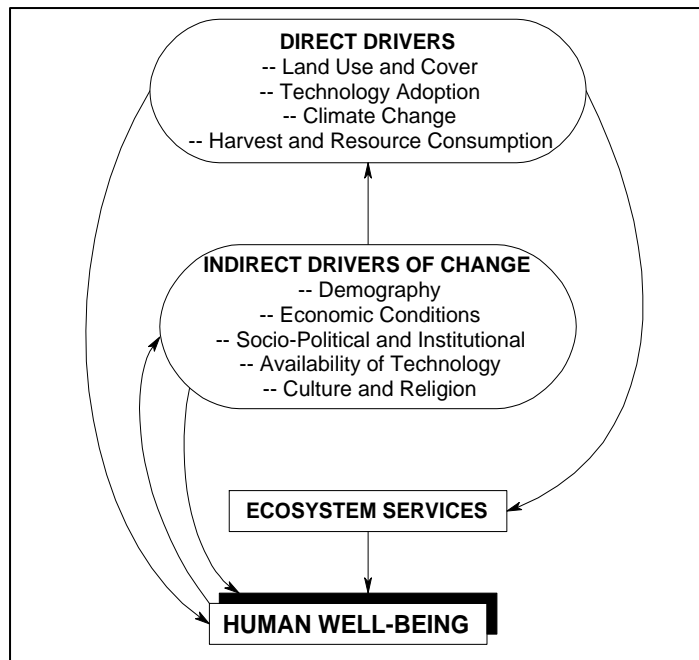 DIRECT DRIVERS
-- Land Use and Cover
-- Technology Adoption
-- Climate Change
-- Harvest and Resource Consumption
INDIRECT DRIVERS OF CHANGE
-- Demography
-- Economic Conditions
-- Socio-Political and Institutional
-- Availability of Technology
-- Culture and Religion
ECOSYSTEM SERVICES
HUMAN WELL-BEING